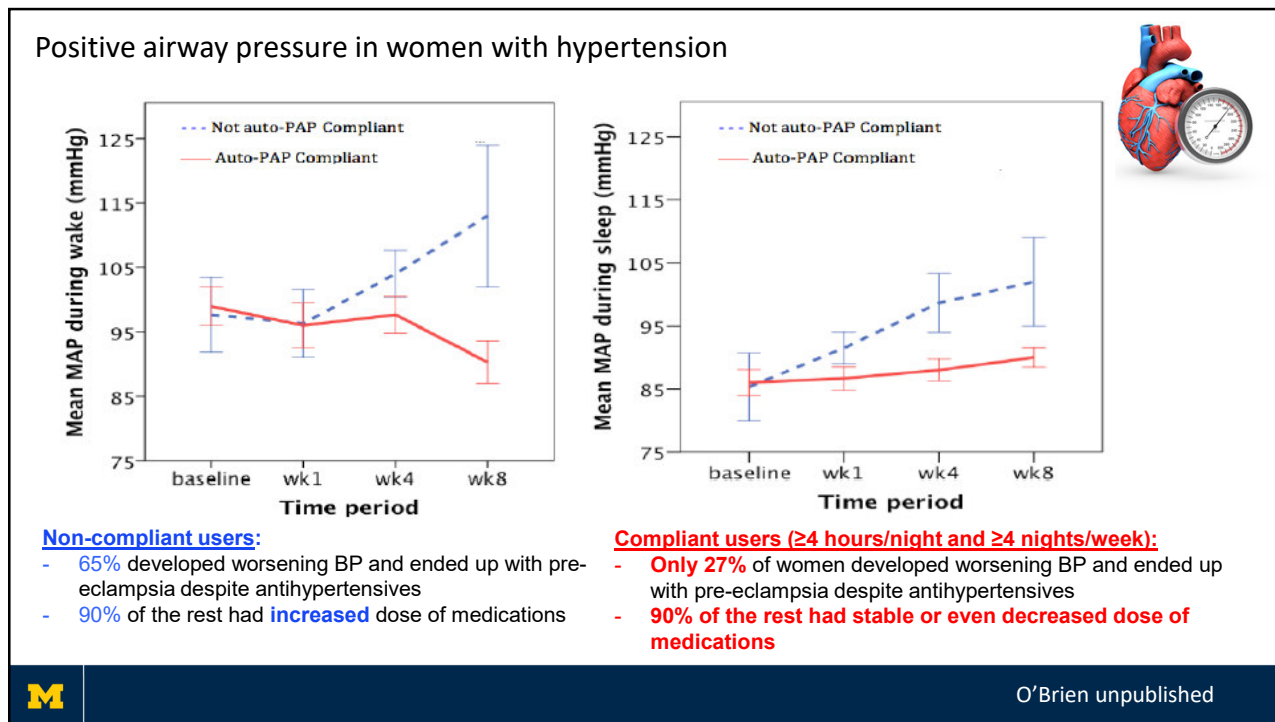 Positive airway pressure in women with hypertension
Mean MAP during wake (mmHg)
125
115
105
95
85
75
Not auto-PAP Compliant
Auto-PAP Compliant
baseline wk1 wk4 wk8
Time period
Mean MAP during sleep (mmHg)
125
115
105
95
85
75
Not auto-PAP Compliant
Auto-PAP Compliant
baseline wk1 wk4 wk8
Time period
Non-compliant users:
- 65% developed worsening BP and ended up with pre-
eclampsia despite antihypertensives
- 90% of the rest had increased dose of medications
Compliant users (≥4 hours/night and ≥4 nights/week):
- Only 27% of women developed worsening BP and ended up
with pre-eclampsia despite antihypertensives
- 90% of the rest had stable or even decreased dose of
medications
M
O’Brien unpublished